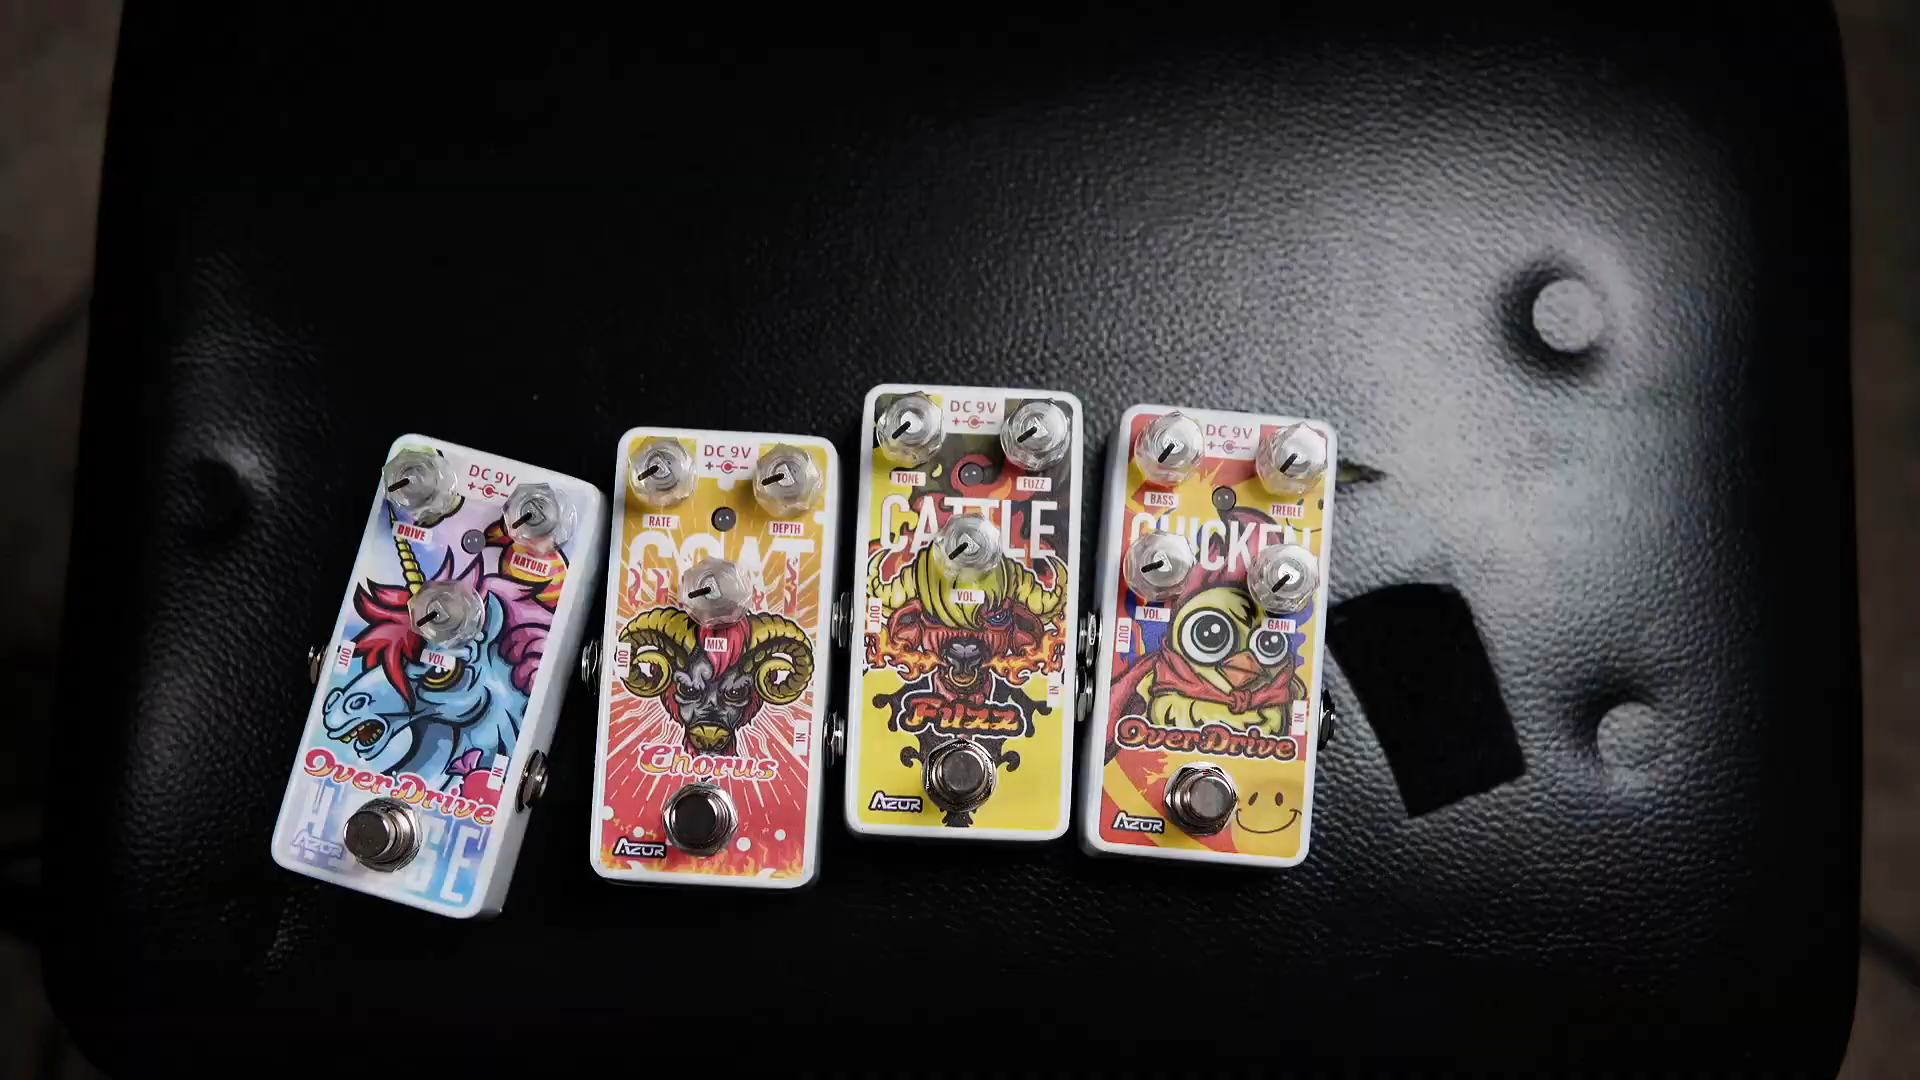 DC 9V
DRIVE
NATURE
VOL.
OUT
IN
OverDrive
AZUR
DC 9V
RATE
DEPTH
GOAT
MIX
OUT
IN
Chorus
AZUR
DC 9V
TONE
FUZZ
CATTLE
VOL.
OUT
IN
Fuzz
AZUR
DC 9V
BASS
TREBLE
CHICKEN
VOL.
GAIN
OUT
IN
OverDrive
AZUR